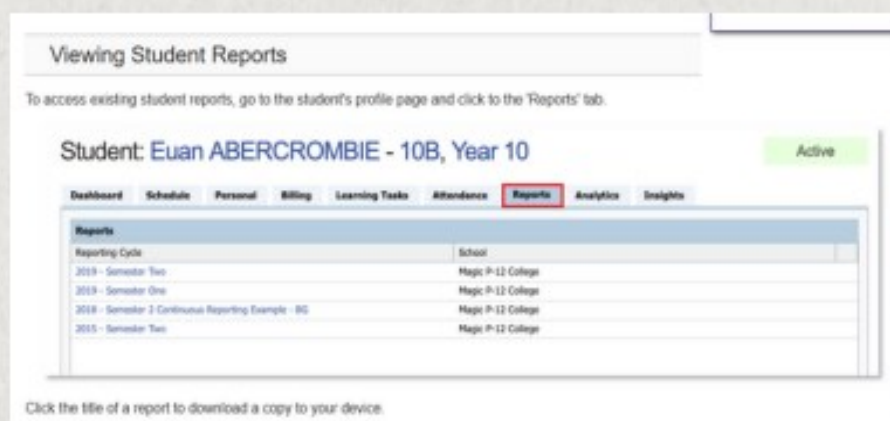 Viewing Student Reports
To access existing student reports, go to the student's profile page and click to the 'Reports' tab.
Student: Euan ABERCROMBIE - 10B, Year 10
Active
Dashboard Schedule Personal Billing Learning Tasks Attendance Reports Analytics Insights
Reports
Reporting Cycle School
2019 - Semester Two Magic P-12 College
2019 - Semester One Magic P-12 College
2018 - Semester 2 Continuous Reporting Example - BG Magic P-12 College
2015 - Semester Two Magic P-12 College
Click the title of a report to download a copy to your device.